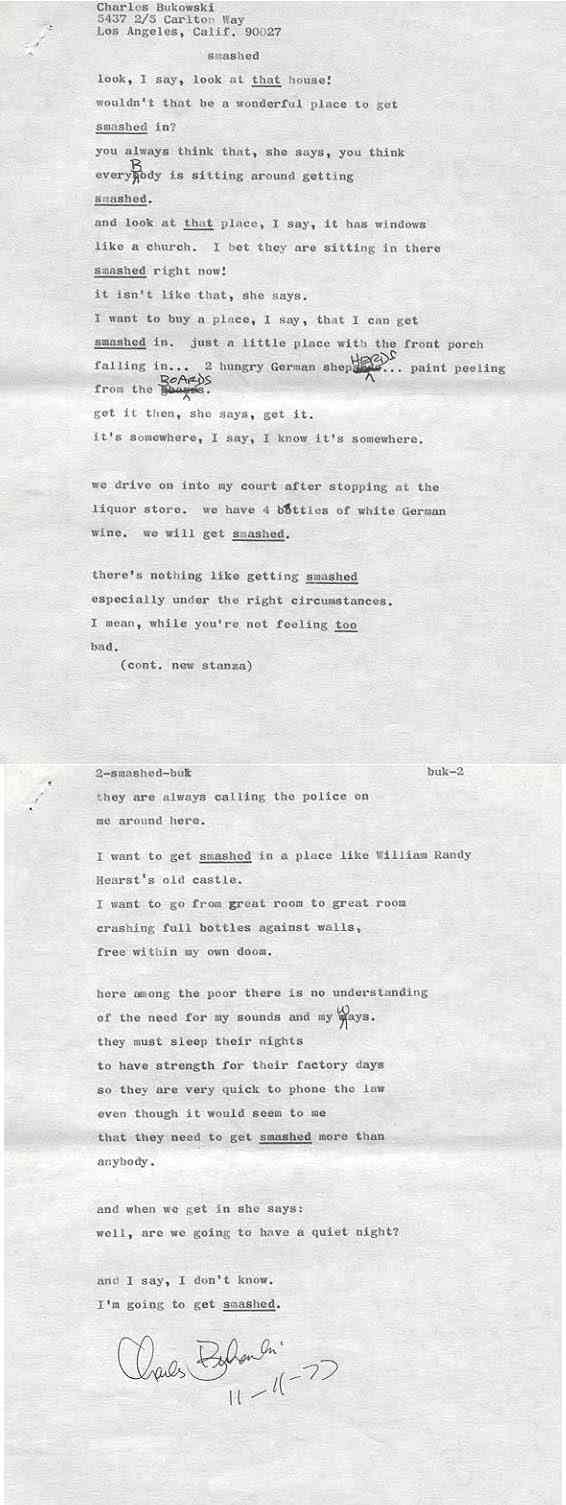 Charles Bukowski
5437 2/5 Carlton Way
Los Angeles, Calif. 90027
smashed
look, I say, look at that house!
wouldn't that be a wonderful place to get
smashed in?
you always think that, she says, you think
everyBody is sitting around getting
smashed.
and look at that place, I say, it has windows
like a church. I bet they are sitting in there
smashed right now!
it isn't like that, she says.
I want to buy a place, I say, that I can get
smashed in. just a little place with the front porch
falling in... 2 hungry German shepHERDS... paint peeling
from the BOARDS.
get it then, she says, get it.
it's somewhere, I say, I know it's somewhere.
we drive on into my court after stopping at the
liquor store. we have 4 bottles of white German
wine. we will get smashed.
there's nothing like getting smashed
especially under the right circumstances.
I mean, while you're not feeling too
bad.
(cont. new stanza)
2-smashed-buk buk-2
they are always calling the police on
me around here.
I want to get smashed in a place like William Randy
Hearst's old castle.
I want to go from great room to great room
crashing full bottles against walls,
free within my own doom.
here among the poor there is no understanding
of the need for my sounds and my Ways.
they must sleep their nights
to have strength for their factory days
so they are very quick to phone the law
even though it would seem to me
that they need to get smashed more than
anybody.
and when we get in she says:
well, are we going to have a quiet night?
and I say, I don't know.
I'm going to get smashed.
Charles Bukowski
11-11-77